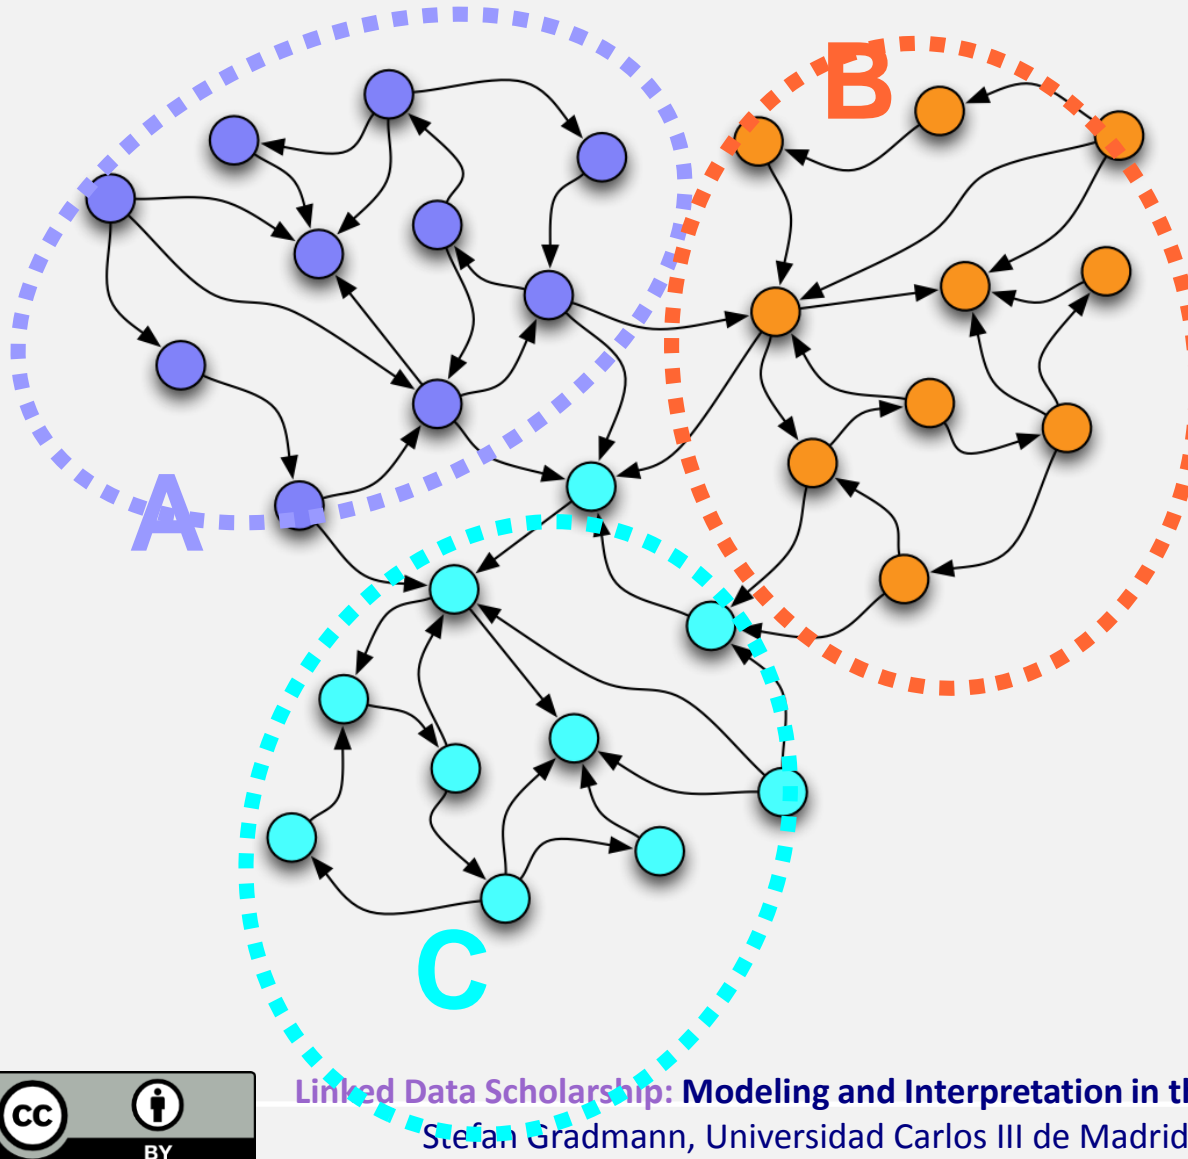 B
A
C
cc
BY
Linked Data Scholarship: Modeling and Interpretation in th
Stefan Gradmann, Universidad Carlos III de Madrid